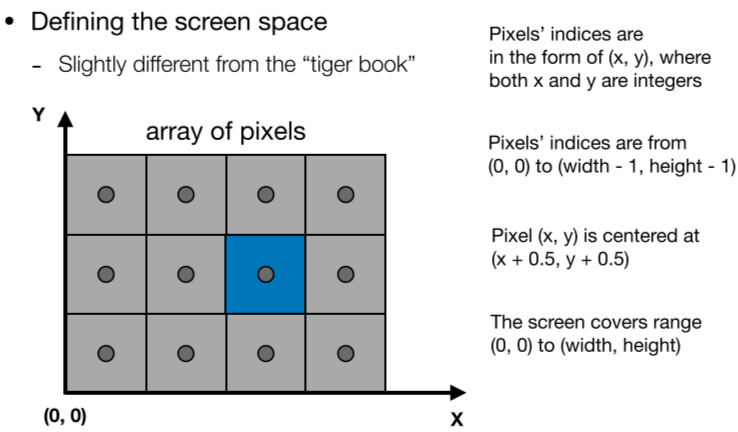 • Defining the screen space
- Slightly different from the “tiger book”
Y
array of pixels
(0, 0)
X
Pixels’ indices are
in the form of (x, y), where
both x and y are integers
Pixels’ indices are from
(0, 0) to (width - 1, height - 1)
Pixel (x, y) is centered at
(x + 0.5, y + 0.5)
The screen covers range
(0, 0) to (width, height)